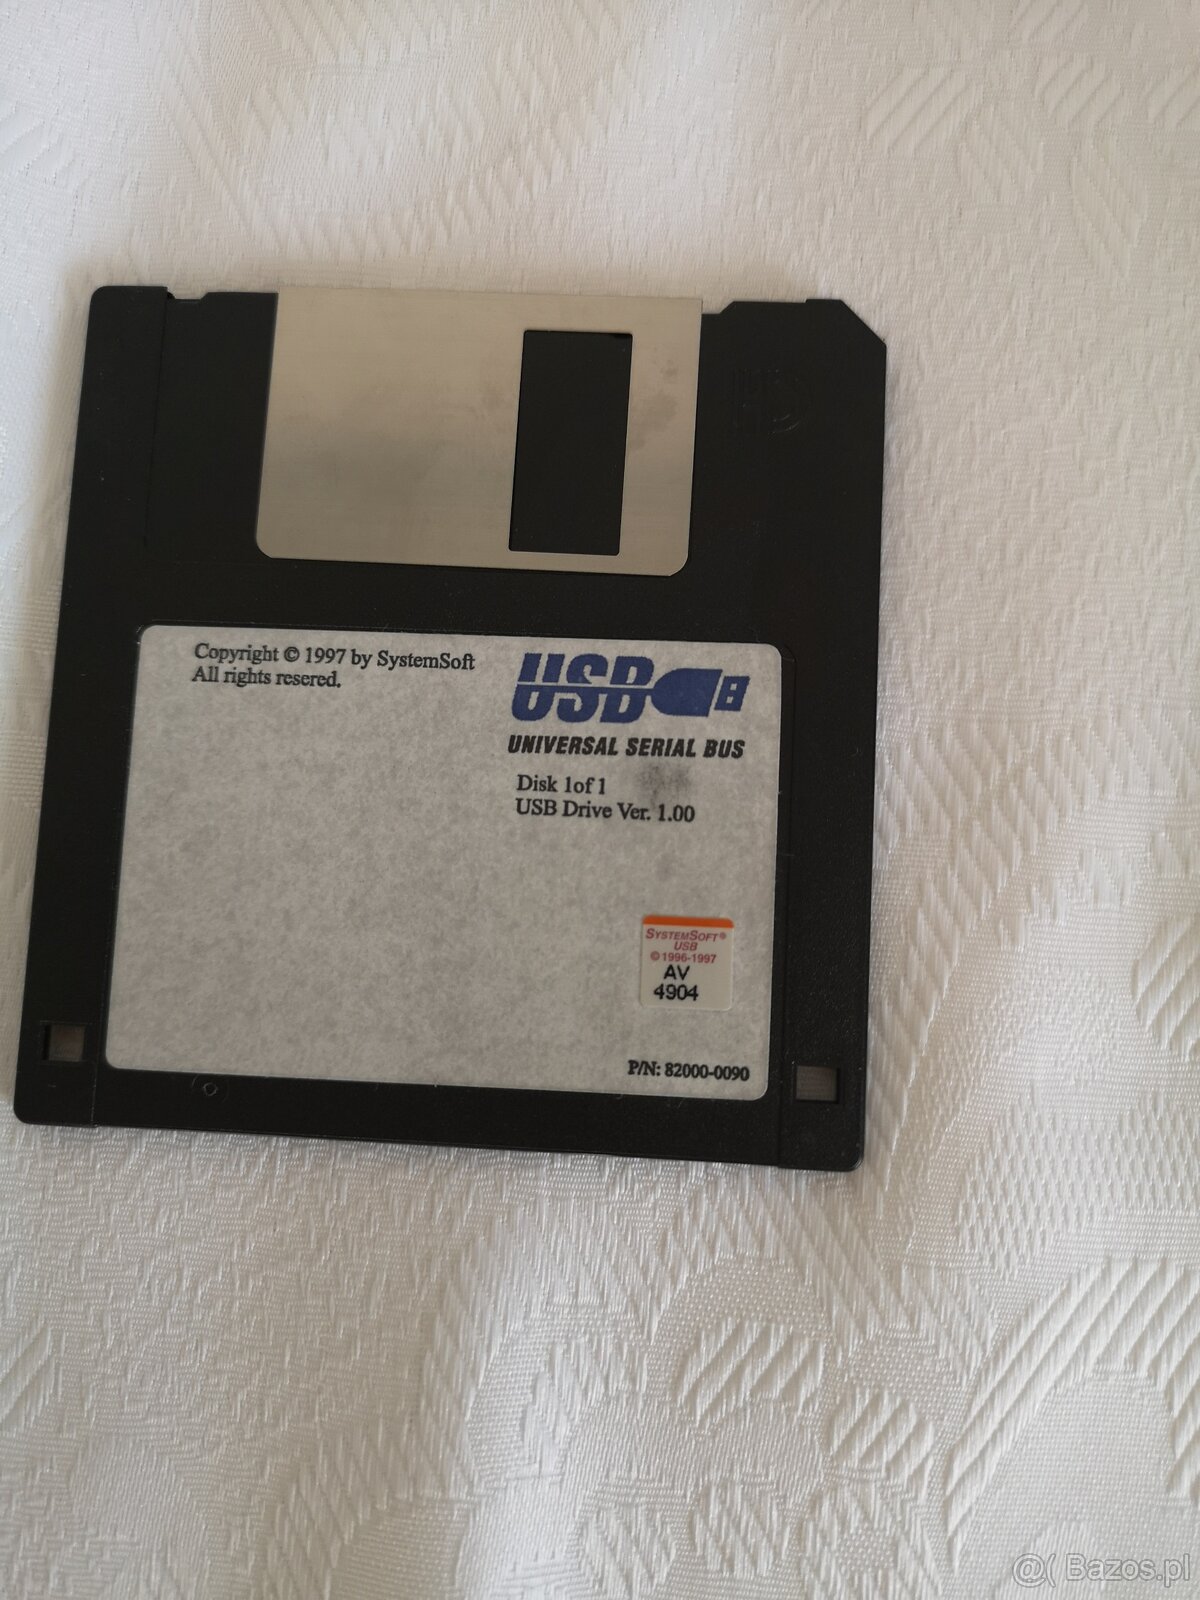 HD
Copyright © 1997 by SystemSoft
All rights resered.
USB
UNIVERSAL SERIAL BUS
Disk 1of 1
USB Drive Ver. 1.00
SYSTEMSOFT®
USB
©1996-1997
AV
4904
P/N: 82000-0090
@( Bazos.pl